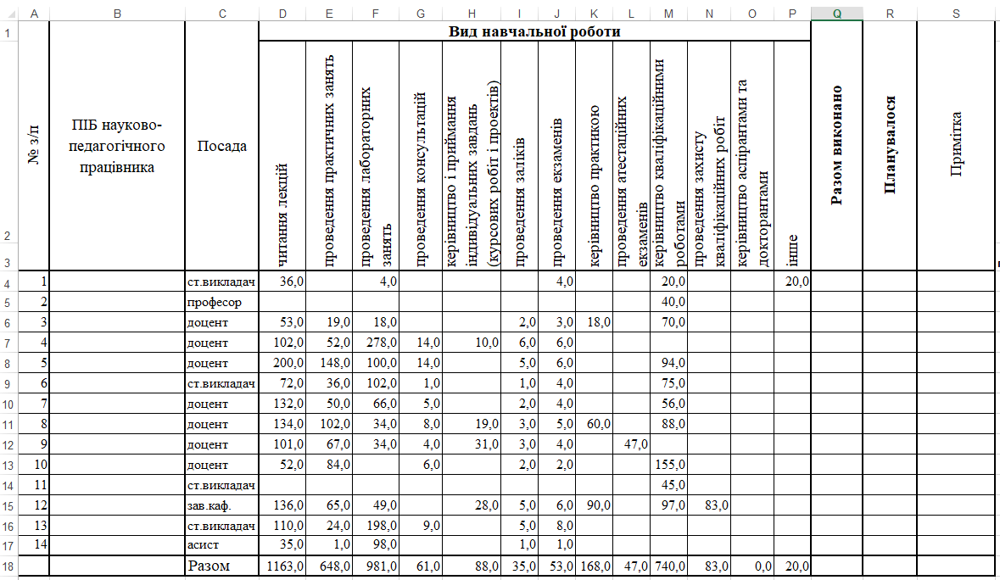 A B C D E F G H I J K L M N O P Q R S
1 Вид навчальної роботи
2
3
№ з/п
ПІБ науково-
педагогічного
працівника
Посада
читання лекцій
проведення практичних занять
проведення лабораторних
занять
проведення консультацій
керівництво і приймання
індивідуальних завдань
(курсових робіт і проектів)
проведення заліків
проведення екзаменів
керівництво практикою
проведення атестаційних
екзаменів
керівництво кваліфікаційними
роботами
проведення захисту
кваліфікаційних робіт
керівництво аспірантами та
докторантами
інше
Разом виконано
Планувалося
Примітка
4 1 ст.викладач 36,0 4,0 4,0 20,0 20,0
5 2 професор 40,0
6 3 доцент 53,0 19,0 18,0 2,0 3,0 18,0 70,0
7 4 доцент 102,0 52,0 278,0 14,0 10,0 6,0 6,0
8 5 доцент 200,0 148,0 100,0 14,0 5,0 6,0 94,0
9 6 ст.викладач 72,0 36,0 102,0 1,0 1,0 4,0 75,0
10 7 доцент 132,0 50,0 66,0 5,0 2,0 4,0 56,0
11 8 доцент 134,0 102,0 34,0 8,0 19,0 3,0 5,0 60,0 88,0
12 9 доцент 101,0 67,0 34,0 4,0 31,0 3,0 4,0 47,0
13 10 доцент 52,0 84,0 6,0 2,0 2,0 155,0
14 11 ст.викладач 45,0
15 12 зав.каф. 136,0 65,0 49,0 28,0 5,0 6,0 90,0 97,0 83,0
16 13 ст.викладач 110,0 24,0 198,0 9,0 5,0 8,0
17 14 асист 35,0 1,0 98,0 1,0 1,0
18 Разом 1163,0 648,0 981,0 61,0 88,0 35,0 53,0 168,0 47,0 740,0 83,0 0,0 20,0